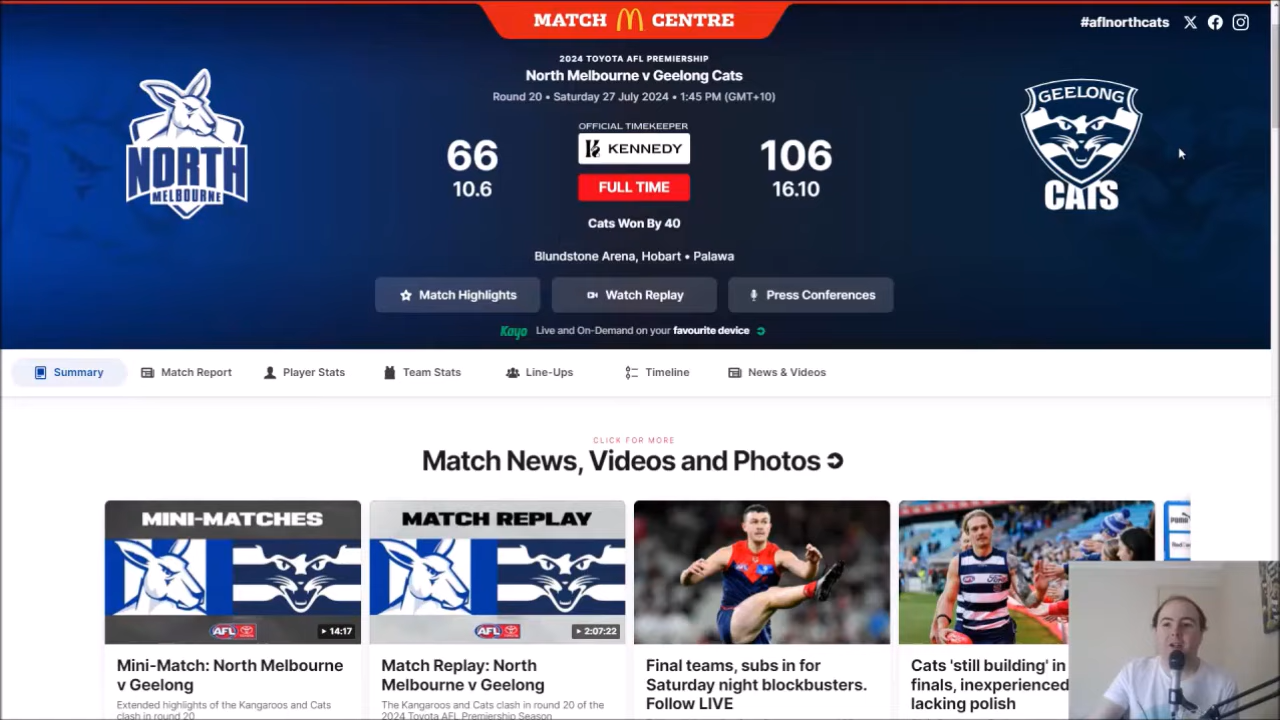 MATCH CENTRE
#aflnorthcats
2024 TOYOTA AFL PREMIERSHIP
North Melbourne v Geelong Cats
Round 20 • Saturday 27 July 2024 • 1:45 PM (GMT+10)
NORTH
MELBOURNE
66
10.6
OFFICIAL TIMEKEEPER
KENNEDY
FULL TIME
106
16.10
GEELONG
CATS
Cats Won By 40
Blundstone Arena, Hobart • Palawa
Match Highlights
Watch Replay
Press Conferences
Kayo Live and On-Demand on your favourite device
Summary
Match Report
Player Stats
Team Stats
Line-Ups
Timeline
News & Videos
CLICK FOR MORE
Match News, Videos and Photos
MINI-MATCHES
AFL
14:17
Mini-Match: North Melbourne
v Geelong
Extended highlights of the Kangaroos and Cats
clash in round 20
MATCH REPLAY
AFL
2:07:22
Match Replay: North
Melbourne v Geelong
The Kangaroos and Cats clash in round 20 of the
2024 Toyota AFL Premiership Season
Final teams, subs in for
Saturday night blockbusters.
Follow LIVE
Cats 'still building' in
finals, inexperienced
lacking polish